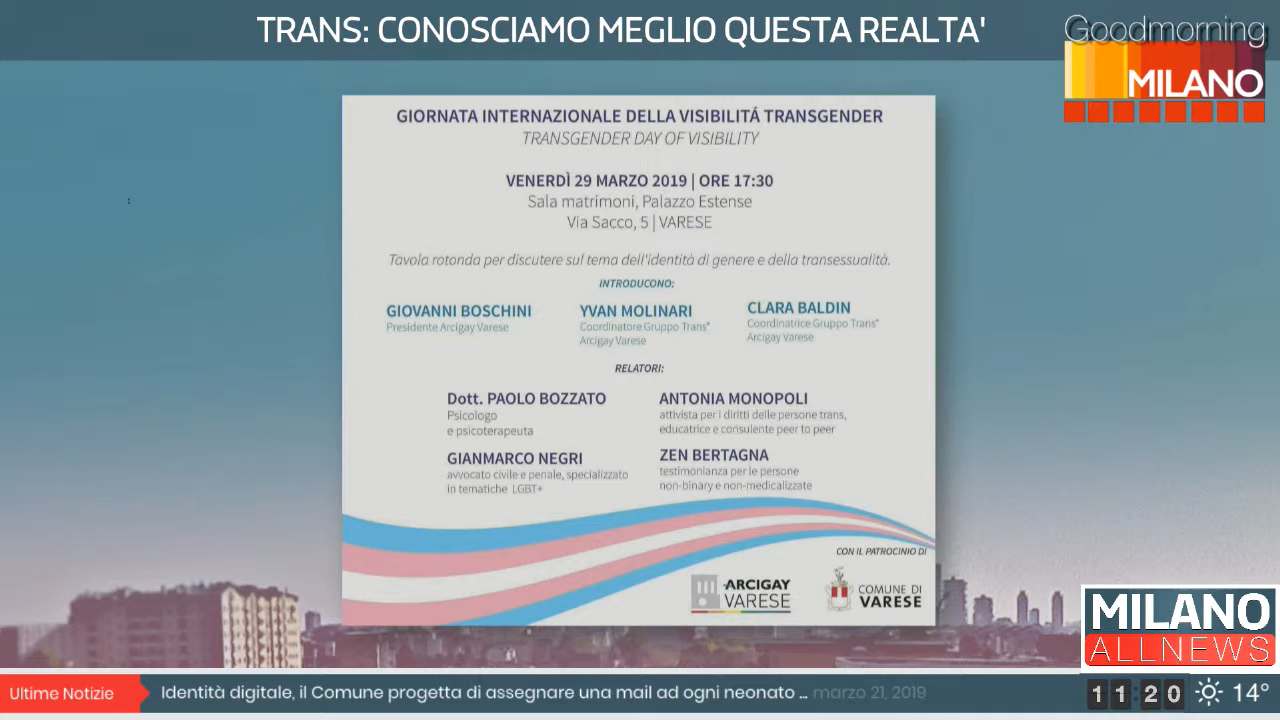 TRANS: CONOSCIAMO MEGLIO QUESTA REALTA'
Goodmorning
MILANO
GIORNATA INTERNAZIONALE DELLA VISIBILITÁ TRANSGENDER
TRANSGENDER DAY OF VISIBILITY
VENERDÌ 29 MARZO 2019 | ORE 17:30
Sala matrimoni, Palazzo Estense
Via Sacco, 5 | VARESE
Tavola rotonda per discutere sul tema dell'identità di genere e della transessualità.
INTRODUCONO:
GIOVANNI BOSCHINI
Presidente Arcigay Varese
YVAN MOLINARI
Coordinatore Gruppo Trans*
Arcigay Varese
CLARA BALDIN
Coordinatrice Gruppo Trans*
Arcigay Varese
RELATORI:
Dott. PAOLO BOZZATO
Psicologo
e psicoterapeuta
ANTONIA MONOPOLI
attivista per i diritti delle persone trans,
educatrice e consulente peer to peer
GIANMARCO NEGRI
avvocato civile e penale, specializzato
in tematiche LGBT+
ZEN BERTAGNA
testimonianza per le persone
non-binary e non-medicalizzate
CON IL PATROCINIO DI
ARCIGAY
VARESE
COMUNE DI
VARESE
MILANO
ALLNEWS
Ultime Notizie
Identità digitale, il Comune progetta di assegnare una mail ad ogni neonato ... marzo 21, 2019
11:20 14°